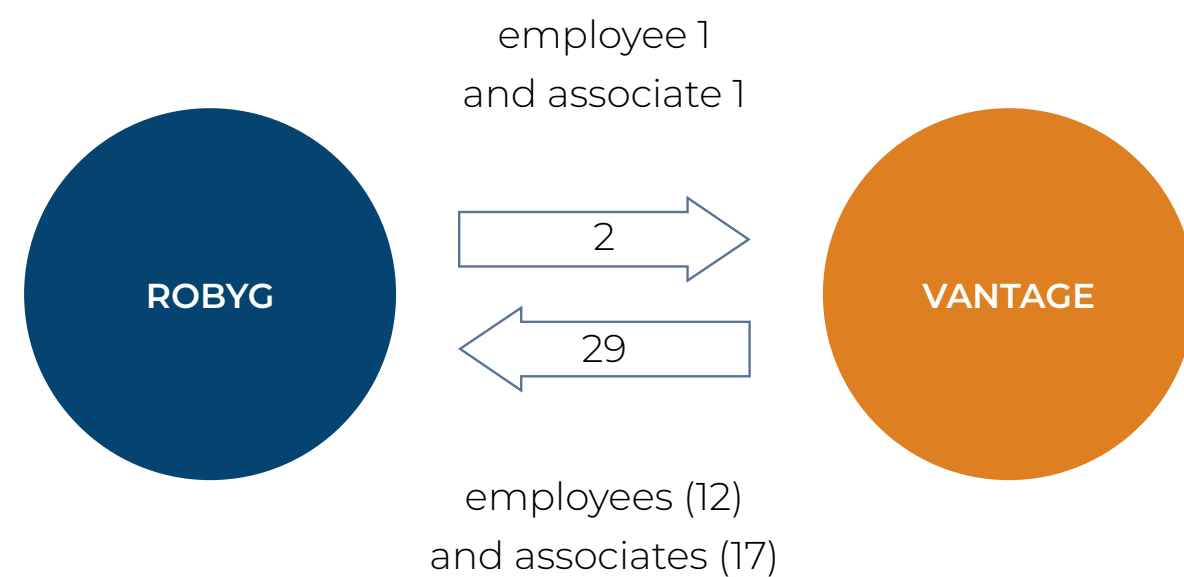 employee 1
and associate 1
2
ROBYG
VANTAGE
29
employees (12)
and associates (17)